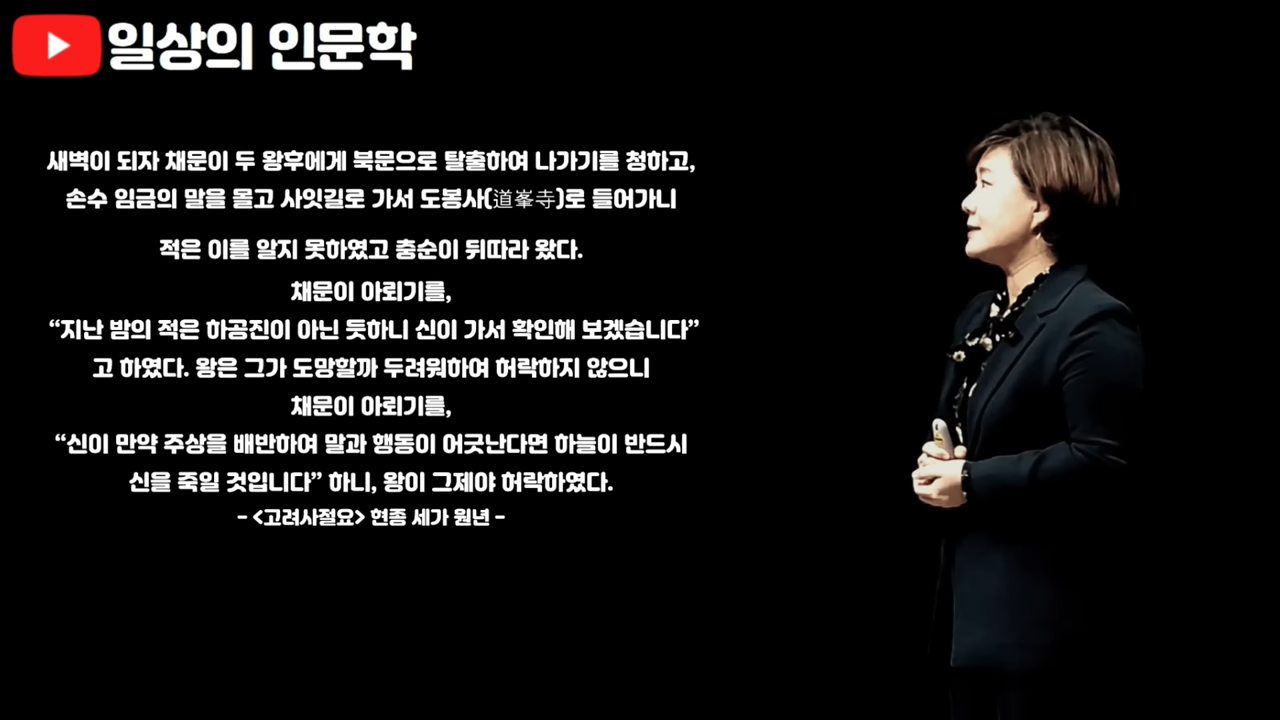 일상의 인문학
새벽이 되자 채문이 두 왕후에게 북문으로 탈출하여 나가기를 청하고,
손수 임금의 말을 몰고 사잇길로 가서 도봉사(道峯寺)로 들어가니
적은 이를 알지 못하였고 충순이 뒤따라 왔다.
채문이 아뢰기를,
“지난 밤의 적은 하공진이 아닌 듯하니 신이 가서 확인해 보겠습니다”
고 하였다. 왕은 그가 도망할까 두려워하여 허락하지 않으니
채문이 아뢰기를,
“신이 만약 주상을 배반하여 말과 행동이 어긋난다면 하늘이 반드시
신을 죽일 것입니다” 하니, 왕이 그제야 허락하였다.
- <고려사절요> 현종 세가 원년 -